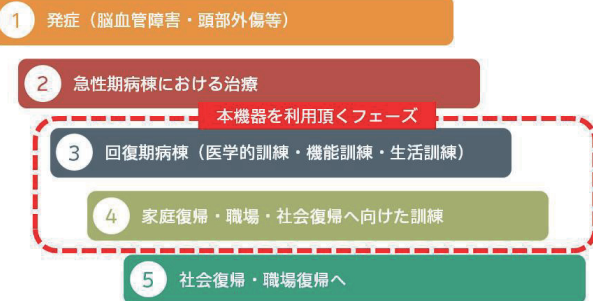 1 発症（脳血管障害・頭部外傷等）
2 急性期病棟における治療
本機器を利用頂くフェーズ
3 回復期病棟（医学的訓練・機能訓練・生活訓練）
4 家庭復帰・職場・社会復帰へ向けた訓練
5 社会復帰・職場復帰へ